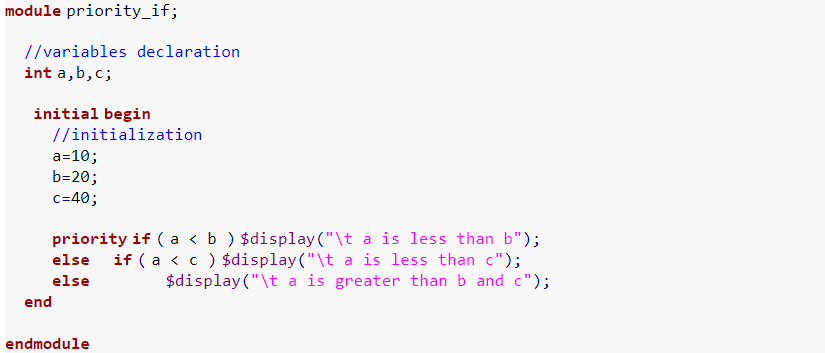 module priority_if;
//variables declaration
int a,b,c;
initial begin
//initialization
a=10;
b=20;
c=40;
priority if ( a < b ) $display("\t a is less than b");
else if ( a < c ) $display("\t a is less than c");
else $display("\t a is greater than b and c");
end
endmodule